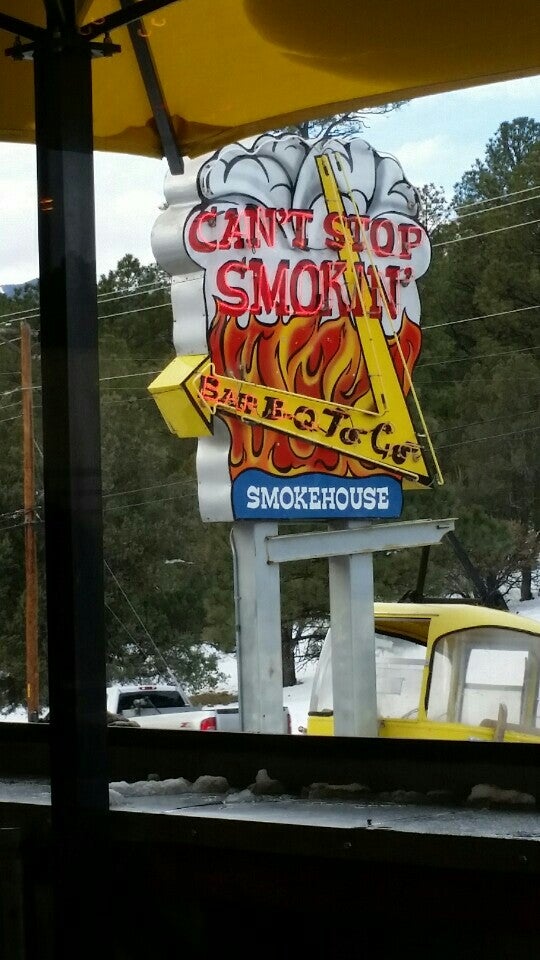 CAN'T STOP
SMOKIN'
BAR-B-Q To Go!
SMOKEHOUSE